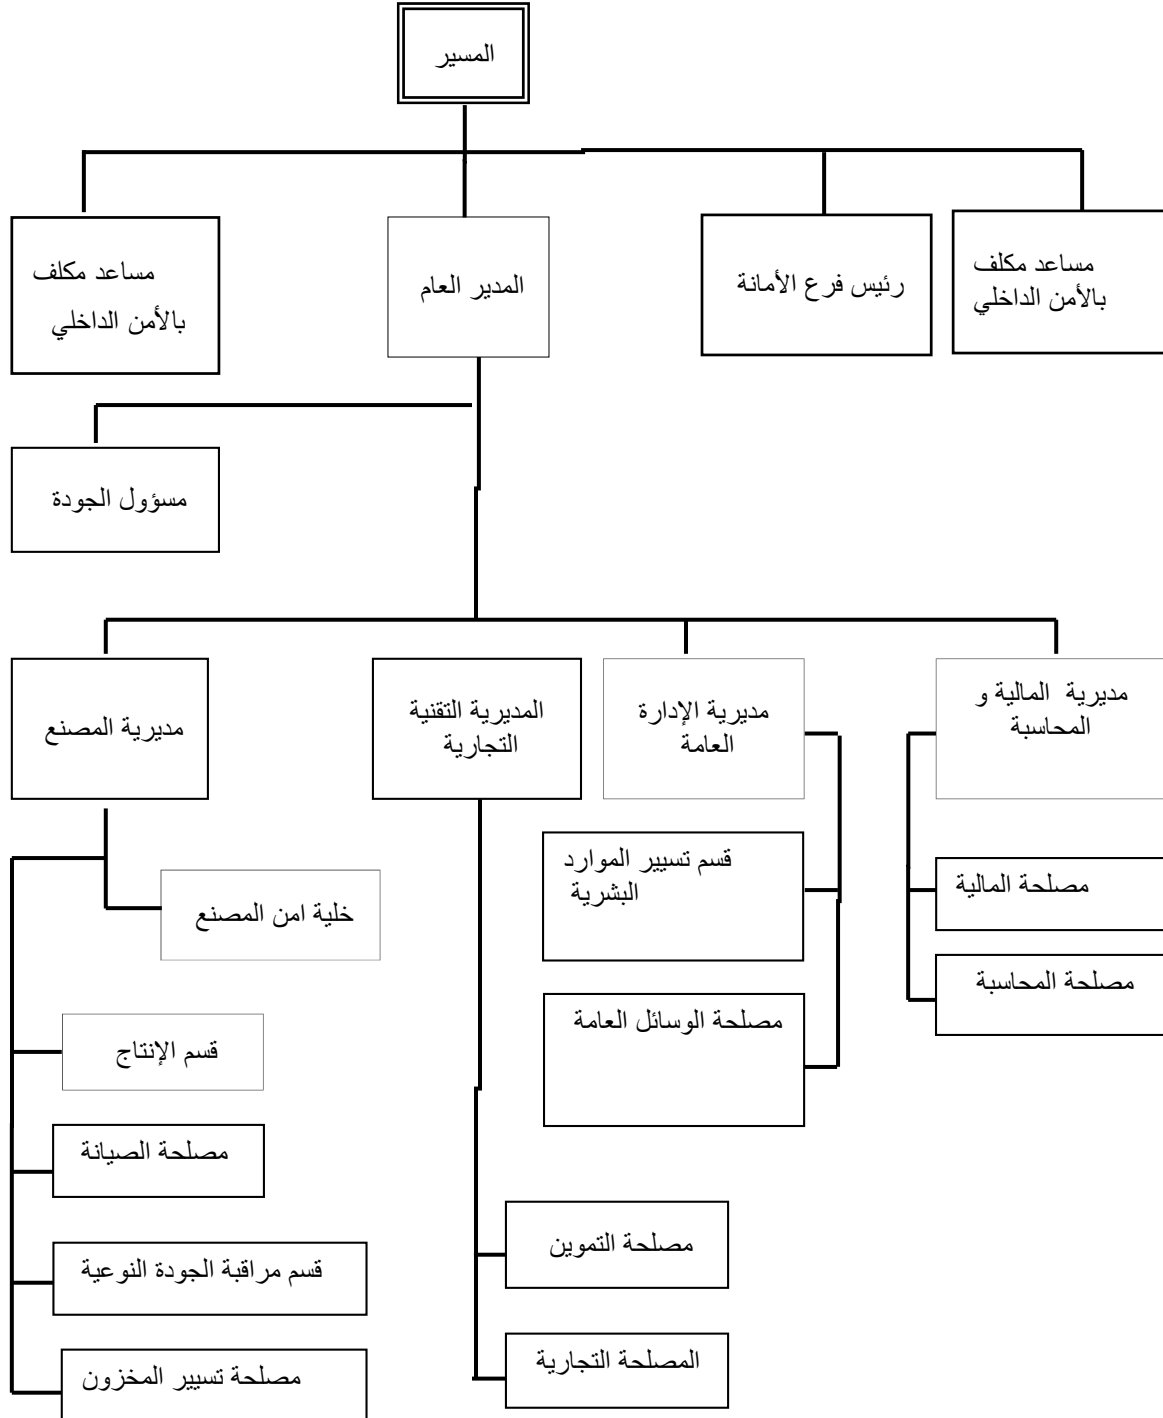 المسير
مساعد مكلف
بالأمن الداخلي
رئيس فرع الأمانة
المدير العام
مساعد مكلف
بالأمن الداخلي
مسؤول الجودة
مديرية المالية و
المحاسبة
مديرية الإدارة
العامة
المديرية التقنية
التجارية
مديرية المصنع
مصلحة المالية
مصلحة المحاسبة
قسم تسيير الموارد
البشرية
مصلحة الوسائل العامة
مصلحة التموين
المصلحة التجارية
خلية امن المصنع
قسم الإنتاج
مصلحة الصيانة
قسم مراقبة الجودة النوعية
مصلحة تسيير المخزون